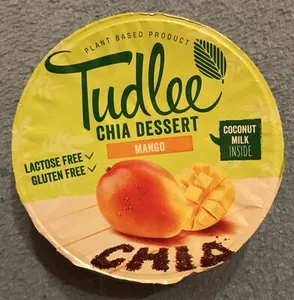 PLANT BASED PRODUCT
Tudlee
CHIA DESSERT
MANGO
COCONUT
MILK
INSIDE
LACTOSE FREE
GLUTEN FREE
CHIA